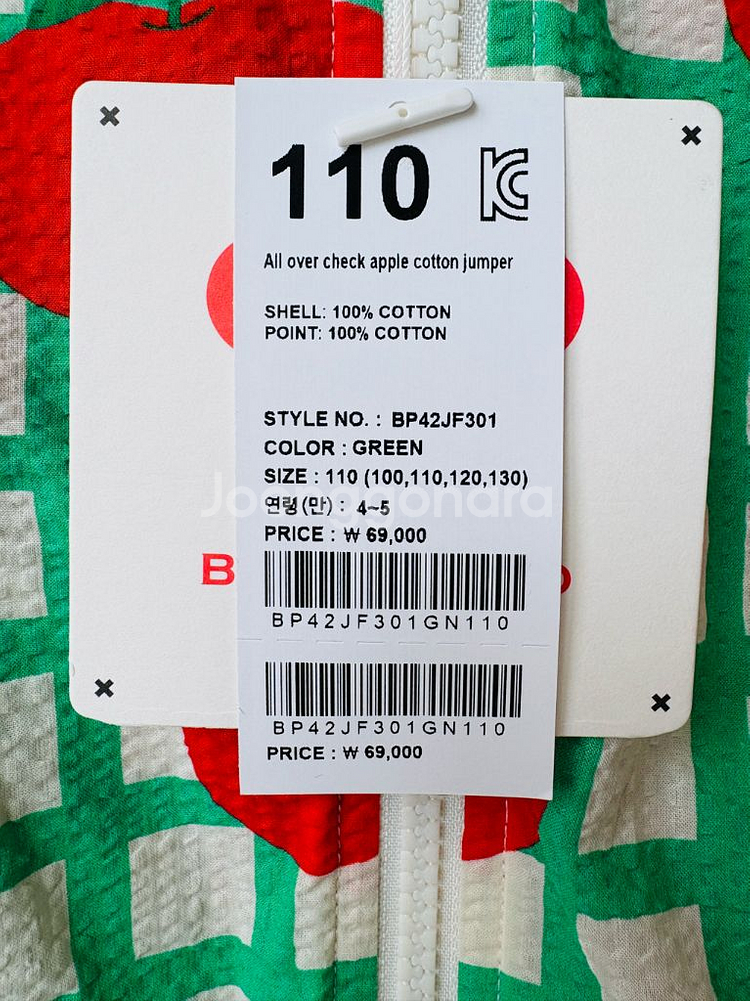 110
All over check apple cotton jumper
SHELL: 100% COTTON
POINT: 100% COTTON
STYLE NO. : BP42JF301
COLOR : GREEN
SIZE : 110 (100,110,120,130)
연령(만) : 4~5
Joonggonara
PRICE : ₩ 69,000
B
BP42JF301GN110
BP42JF301GN110
PRICE : ₩ 69,000